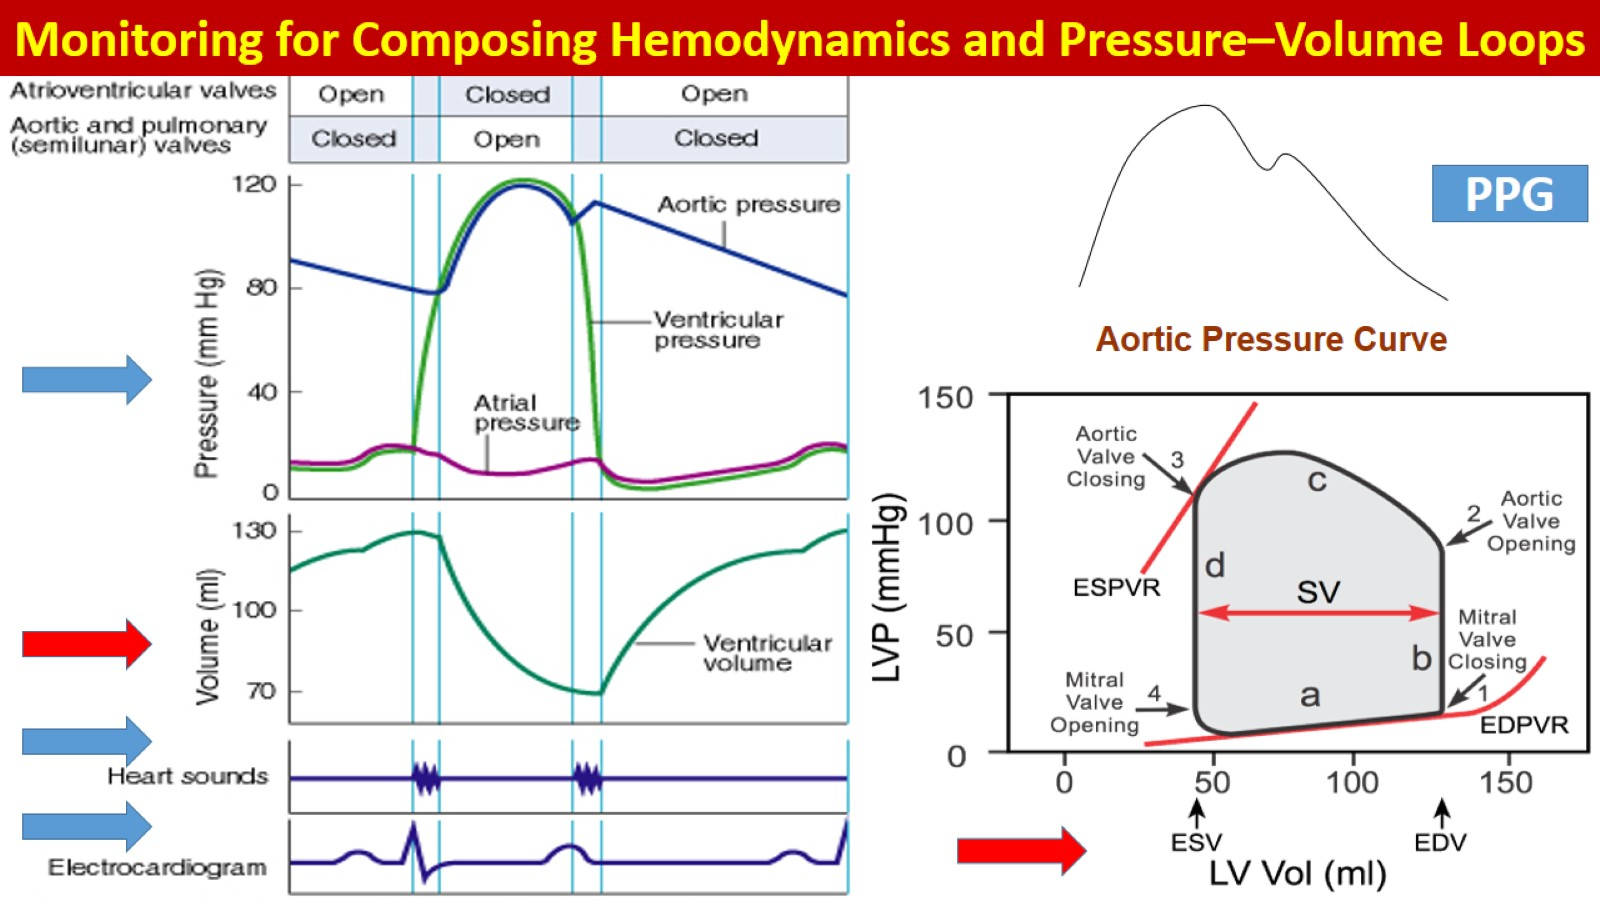 Monitoring for Composing Hemodynamics and Pressure–Volume Loops
Atrioventricular valves
Open
Closed
Open
Aortic and pulmonary
(semilunar) valves
Closed
Open
Closed
Pressure (mm Hg)
120
80
40
0
Aortic pressure
Ventricular
pressure
Atrial
pressure
Volume (ml)
130
100
70
Ventricular
volume
Heart sounds
Electrocardiogram
PPG
Aortic Pressure Curve
LVP (mmHg)
150
100
50
0
Aortic
Valve
Closing
3
c
2
Aortic
Valve
Opening
ESPVR
d
SV
b
Mitral
Valve
Closing
1
Mitral
Valve
Opening
4
a
EDPVR
0
50
100
150
ESV
EDV
LV Vol (ml)